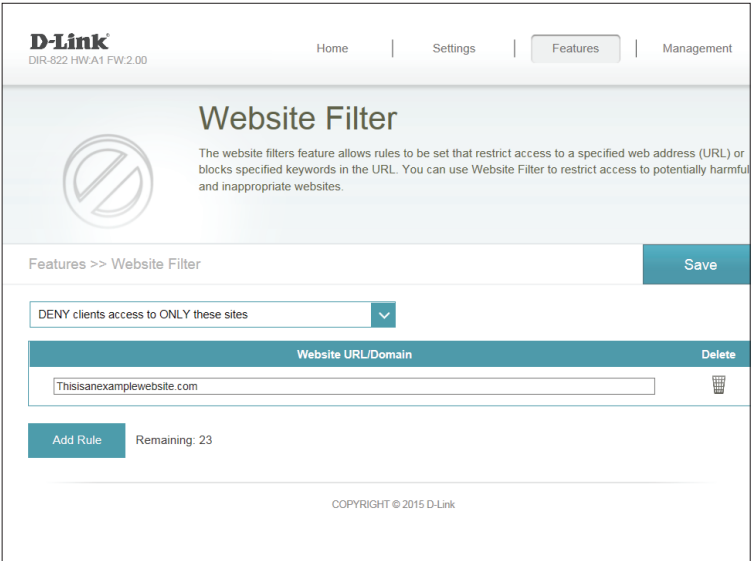 D-Link
DIR-822 HW:A1 FW:2.00
Home | Settings | Features | Management
Website Filter
The website filters feature allows rules to be set that restrict access to a specified web address (URL) or
blocks specified keywords in the URL. You can use Website Filter to restrict access to potentially harmful
and inappropriate websites.
Features >> Website Filter
Save
DENY clients access to ONLY these sites
Website URL/Domain Delete
Thisisanexamplewebsite.com
Add Rule Remaining: 23
COPYRIGHT © 2015 D-Link